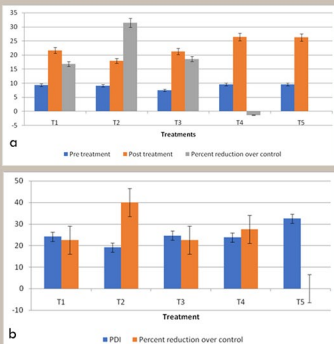 35
30
25
20
15
10
5
0
-5
T1 T2 T3 T4 T5
Treatments
a
Pre treatment Post treatment Percent reduction over control
50
40
30
20
10
0
-10
-20
T1 T2 T3 T4 T5
Treatment
b
PDI Percent reduction over control